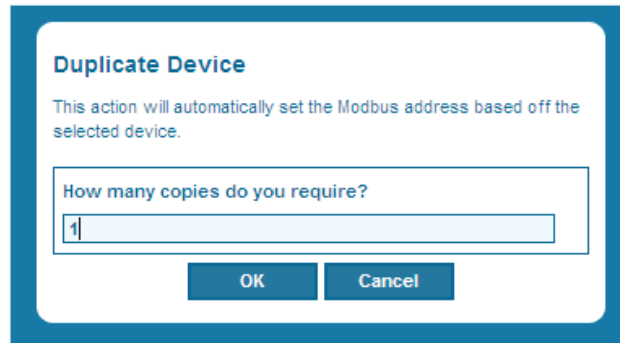 Duplicate Device
This action will automatically set the Modbus address based off the
selected device.
How many copies do you require?
1
OK
Cancel